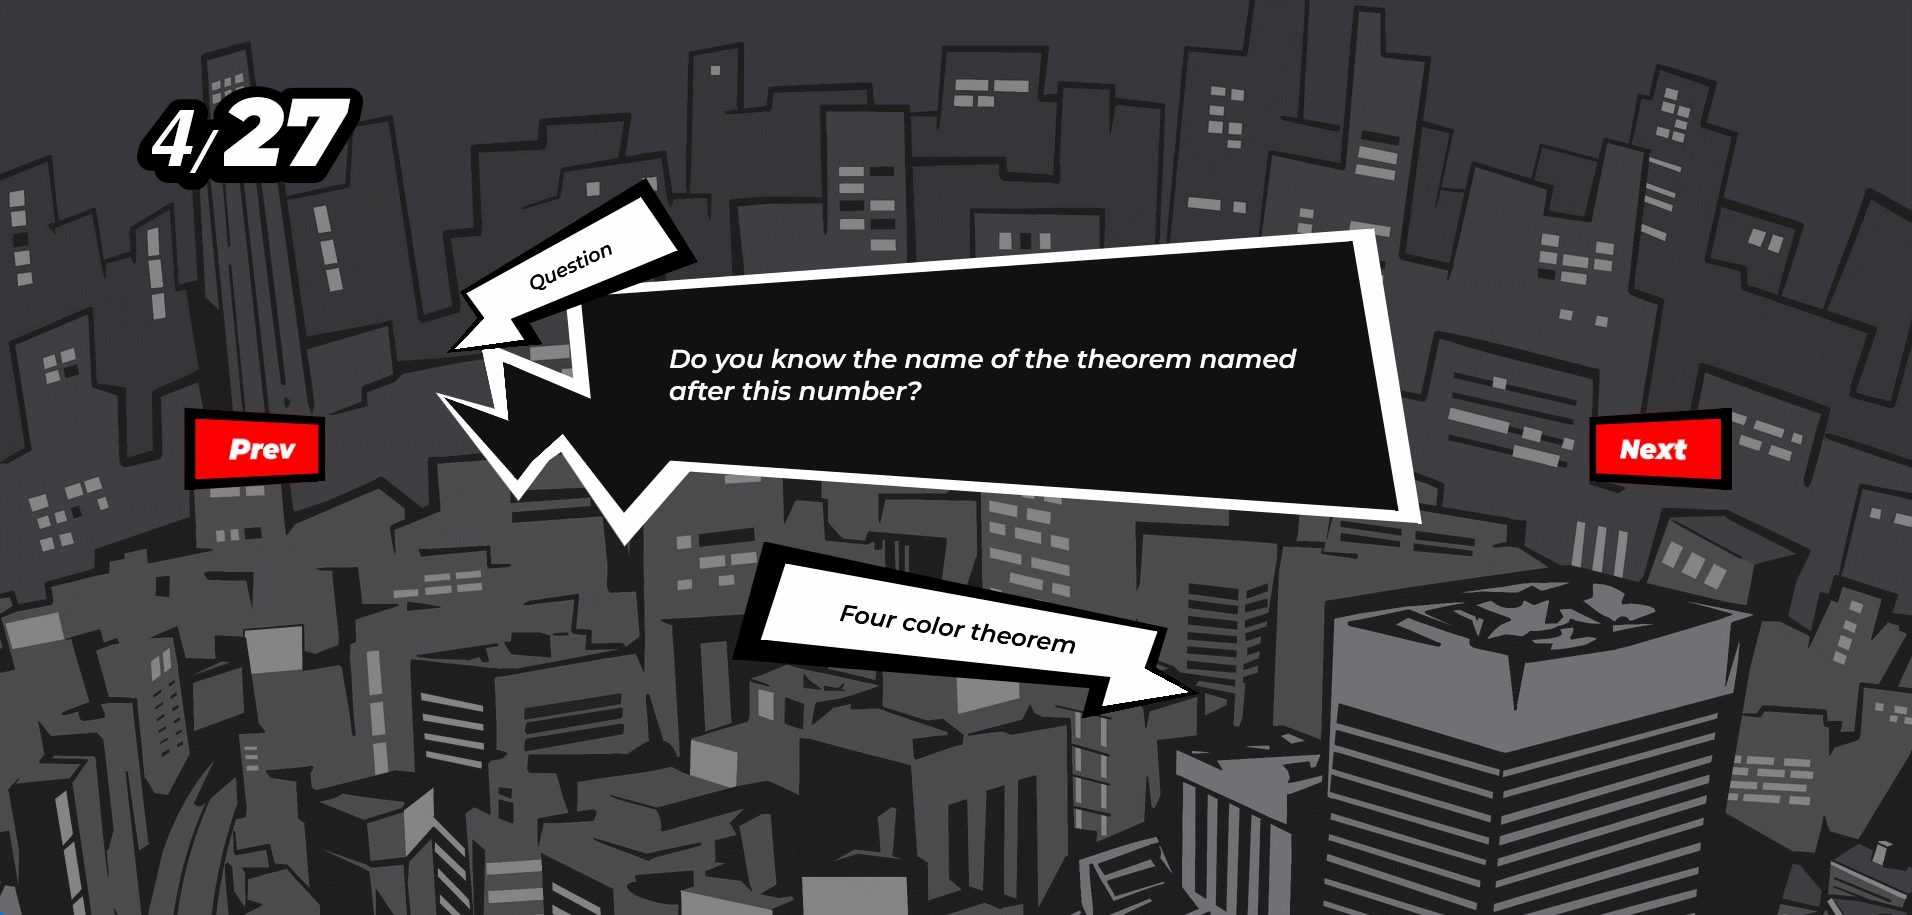 4/27
Question
Do you know the name of the theorem named
after this number?
Prev
Next
Four color theorem